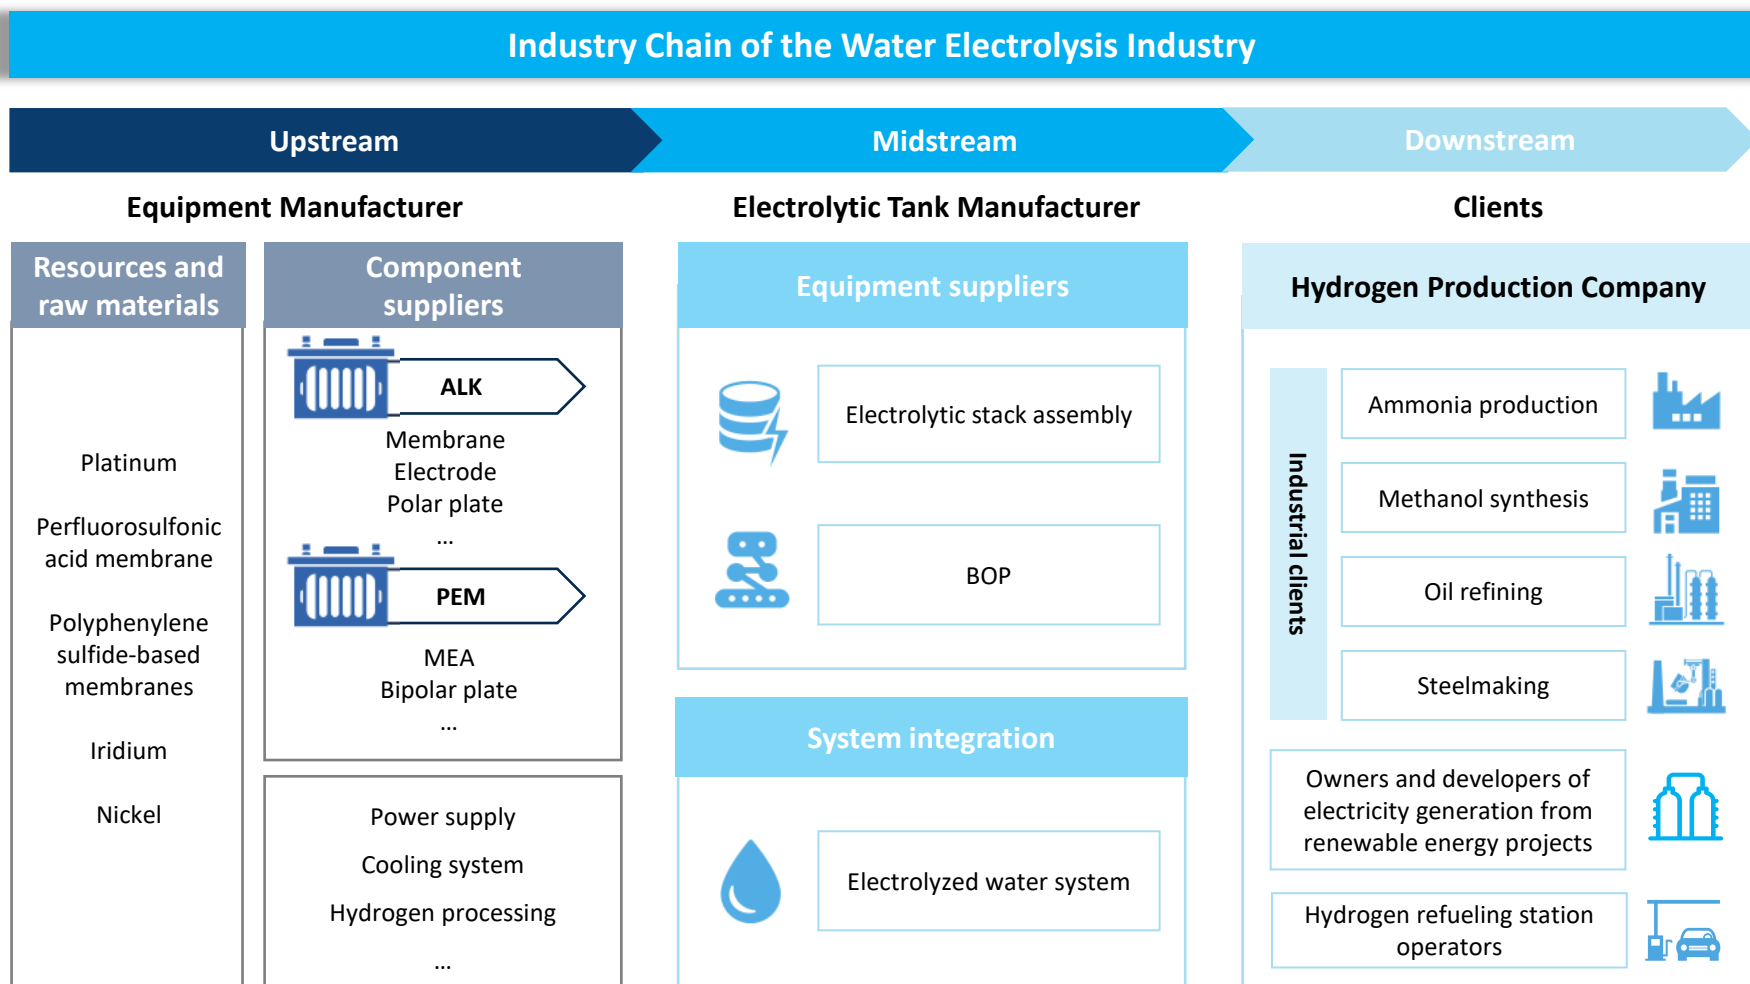 Industry Chain of the Water Electrolysis Industry
Upstream
Midstream
Downstream
Equipment Manufacturer
Electrolytic Tank Manufacturer
Clients
Resources and
raw materials
Platinum
Perfluorosulfonic
acid membrane
Polyphenylene
sulfide-based
membranes
Iridium
Nickel
Component
suppliers
ALK
Membrane
Electrode
Polar plate
...
PEM
MEA
Bipolar plate
...
Power supply
Cooling system
Hydrogen processing
...
Equipment suppliers
Electrolytic stack assembly
BOP
System integration
Electrolyzed water system
Hydrogen Production Company
Industrial clients
Ammonia production
Methanol synthesis
Oil refining
Steelmaking
Owners and developers of
electricity generation from
renewable energy projects
Hydrogen refueling station
operators